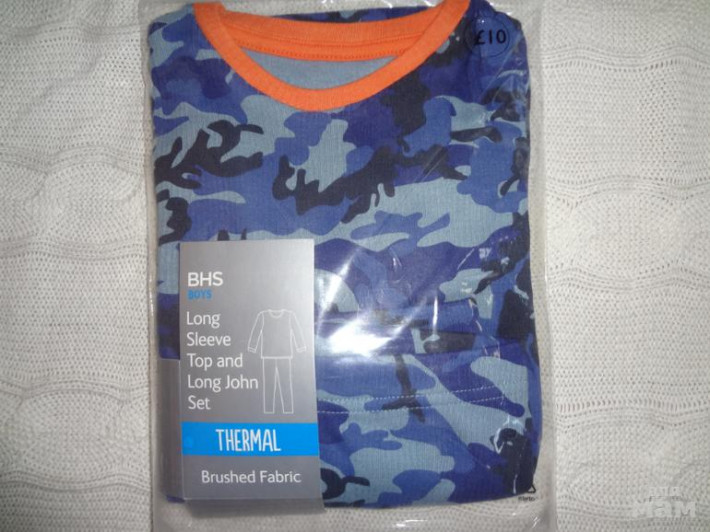 £10
BHS
BOYS
Long
Sleeve
Top and
Long John
Set
THERMAL
Brushed Fabric